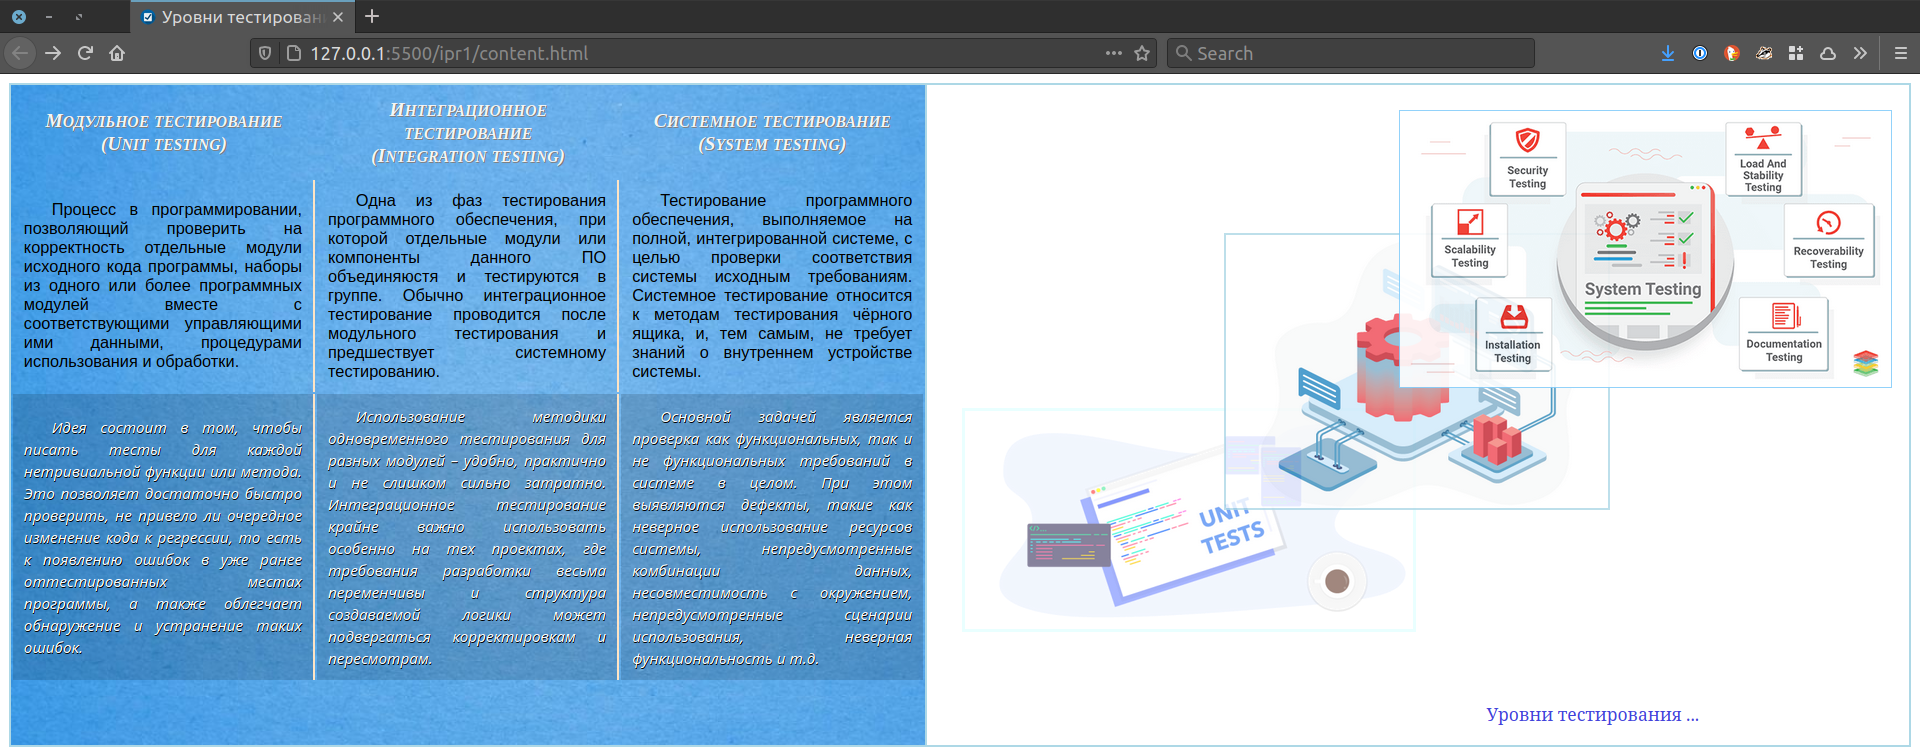 Уровни тестирован
127.0.0.1:5500/ipr1/content.html
Search
Модульное тестирование
(Unit testing)
Интеграционное
тестирование
(Integration testing)
Системное тестирование
(System testing)
Процесс в программировании,
позволяющий проверить на
корректность отдельные модули
исходного кода программы, наборы
из одного или более программных
модулей вместе с
соответствующими управляющими
ими данными, процедурами
использования и обработки.
Одна из фаз тестирования
программного обеспечения, при
которой отдельные модули или
компоненты данного ПО
объединяюстя и тестируются в
группе. Обычно интеграционное
тестирование проводится после
модульного тестирования и
предшествует системному
тестированию.
Тестирование программного
обеспечения, выполняемое на
полной, интегрированной системе, с
целью проверки соответствия
системы исходным требованиям.
Системное тестирование относится
к методам тестирования чёрного
ящика, и, тем самым, не требует
знаний о внутреннем устройстве
системы.
Идея состоит в том, чтобы
писать тесты для каждой
нетривиальной функции или метода.
Это позволяет достаточно быстро
проверить, не привело ли очередное
изменение кода к регрессии, то есть
к появлению ошибок в уже ранее
оттестированных местах
программы, а также облегчает
обнаружение и устранение таких
ошибок.
Использование методики
одновременного тестирования для
разных модулей – удобно, практично
и не слишком сильно затратно.
Интеграционное тестирование
крайне важно использовать
особенно на тех проектах, где
требования разработки весьма
переменчивы и структура
создаваемой логики может
подвергаться корректировкам и
пересмотрам.
Основной задачей является
проверка как функциональных, так и
не функциональных требований в
системе в целом. При этом
выявляются дефекты, такие как
неверное использование ресурсов
системы, непредусмотренные
комбинации данных,
несовместимость с окружением,
непредусмотренные сценарии
использования, неверная
функциональность и т.д.
Security
Testing
Load And
Stability
Testing
Scalability
Testing
Recoverability
Testing
System Testing
Installation
Testing
Documentation
Testing
UNIT
TESTS
Уровни тестирования ...